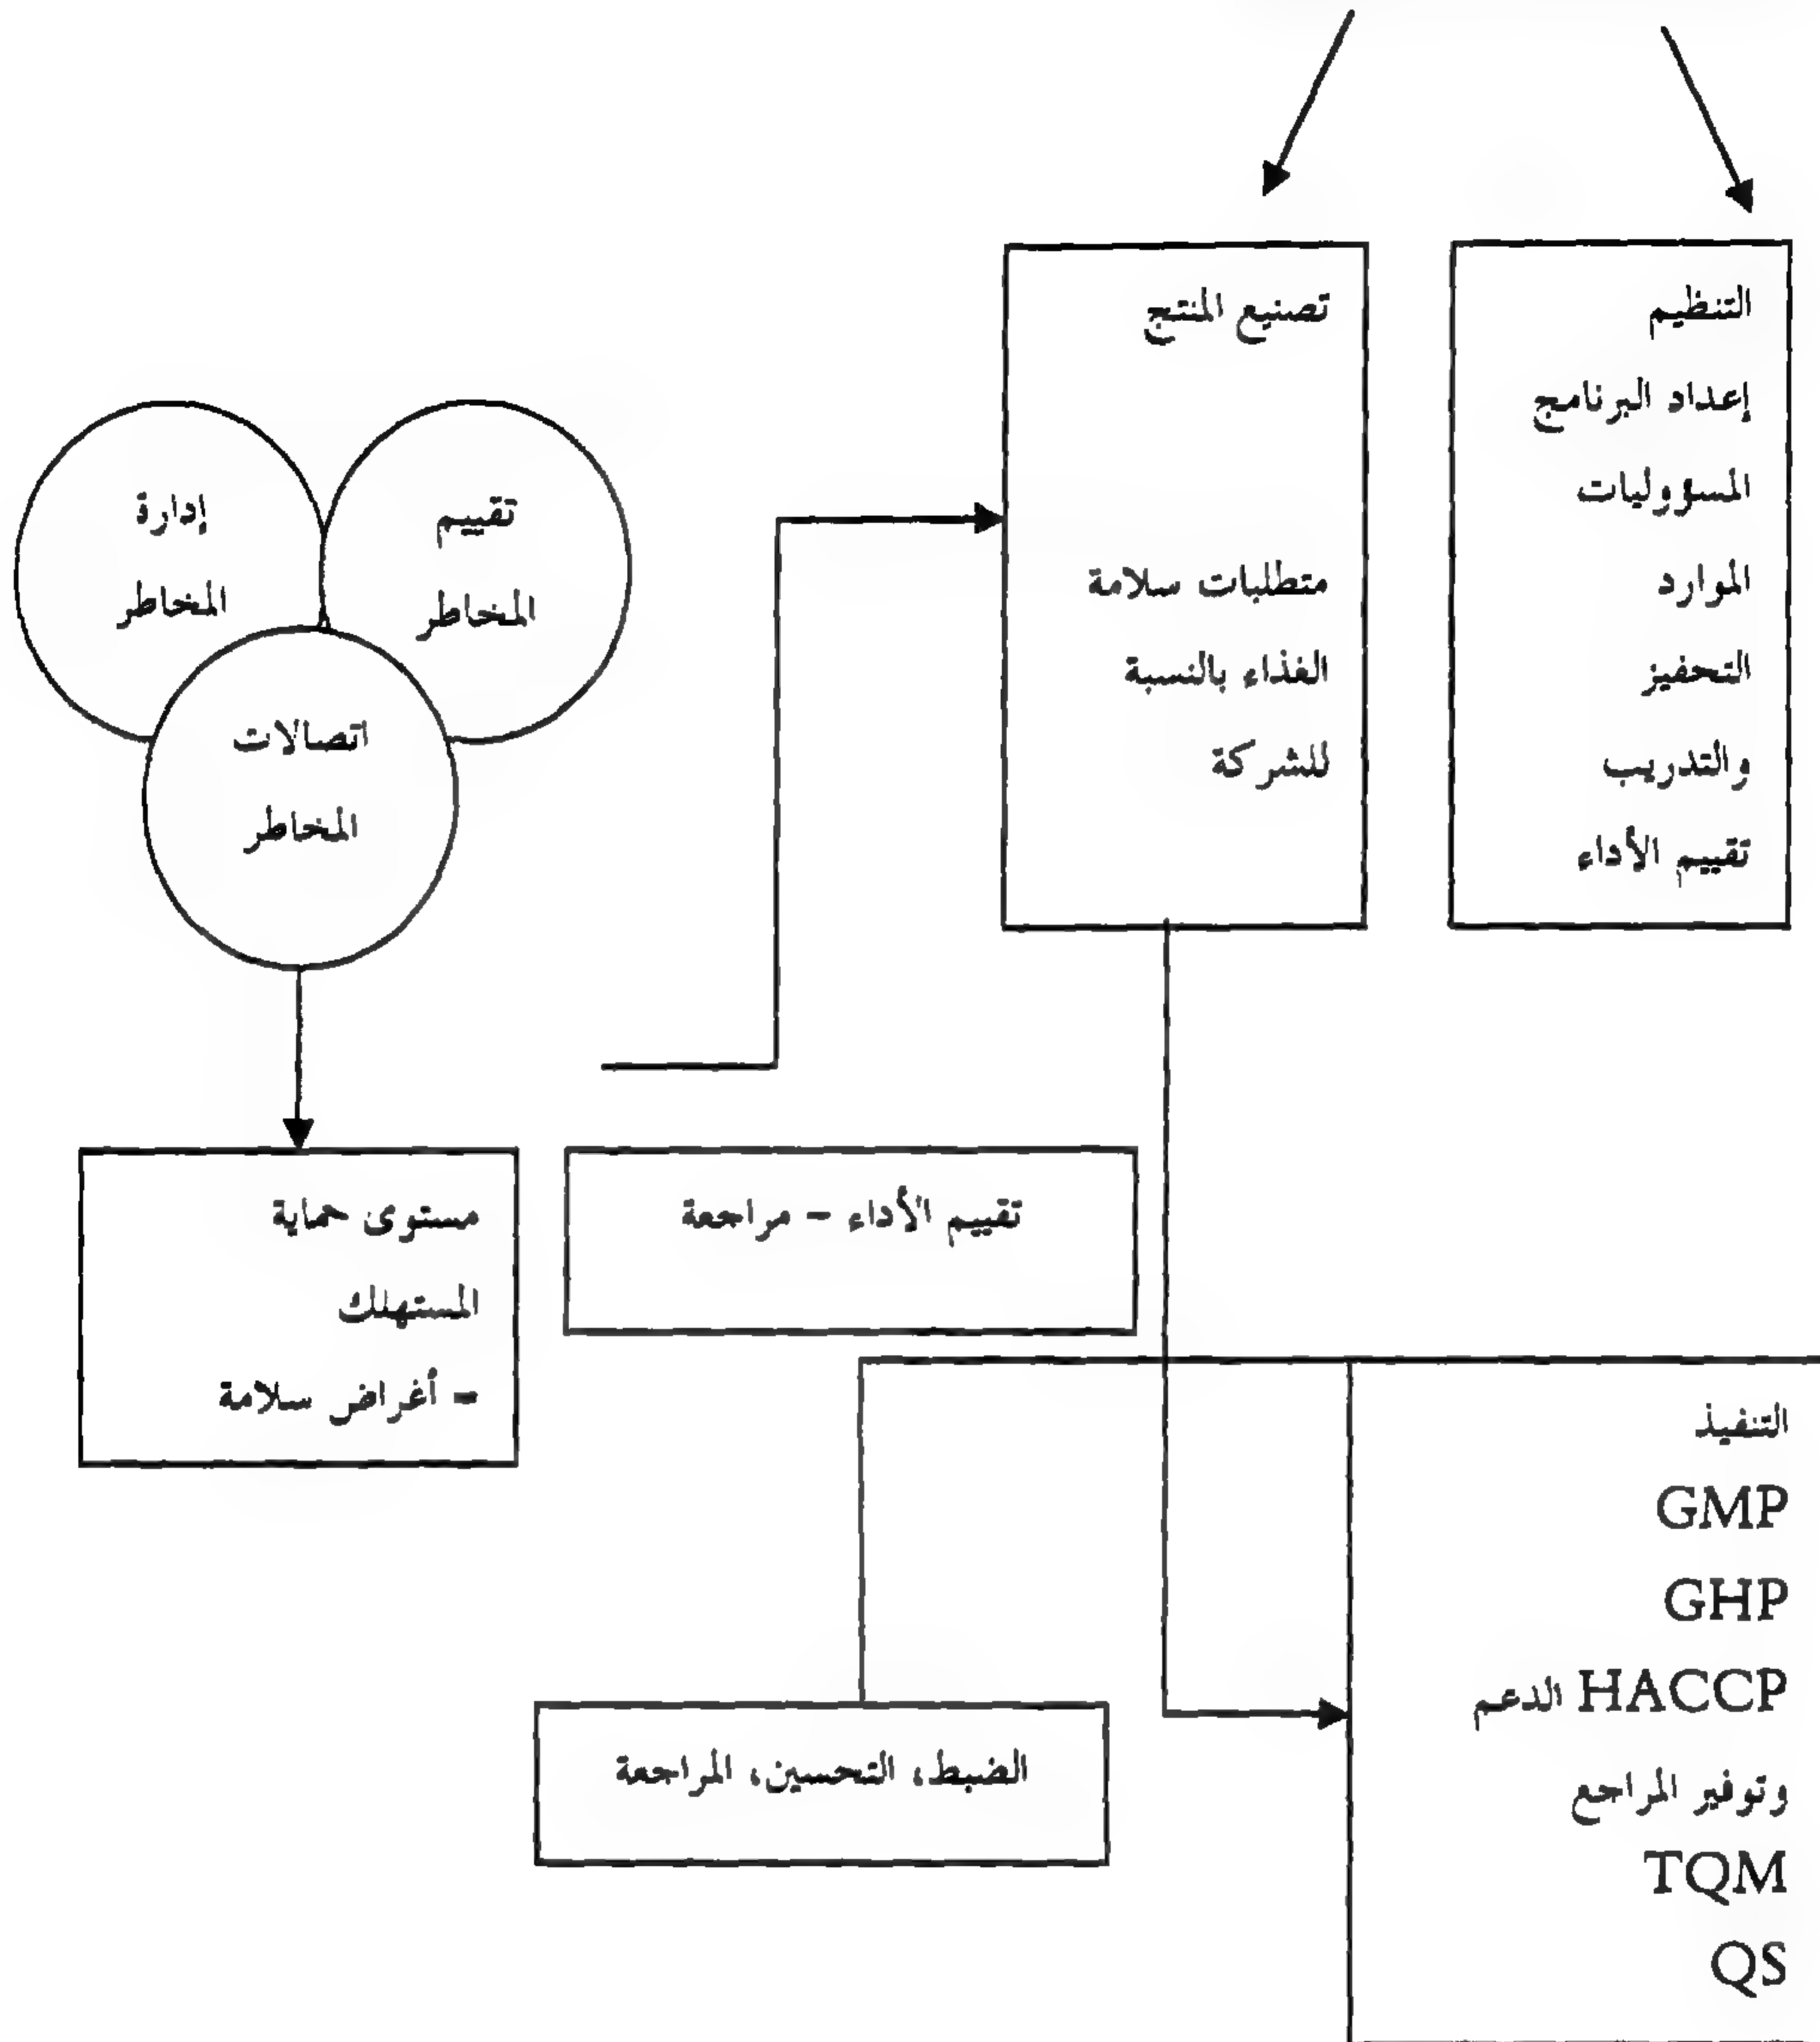 التنظيم
إعداد البرنامج
المسؤوليات
الموارد
التحفيز
والتدريب
تقييم الأداء
تصنيع المنتج
متطلبات سلامة
الغذاء بالنسبة
للشركة
تقييم
المخاطر
إدارة
المخاطر
اتصالات
المخاطر
تقييم الأداء - مراجعة
مستوى حماية
المستهلك
- أغراض سلامة
التنفيذ
GMP
GHP
HACCP الدعم
وتوفير المراجع
TQM
QS
الضبط، التحسين، المراجعة